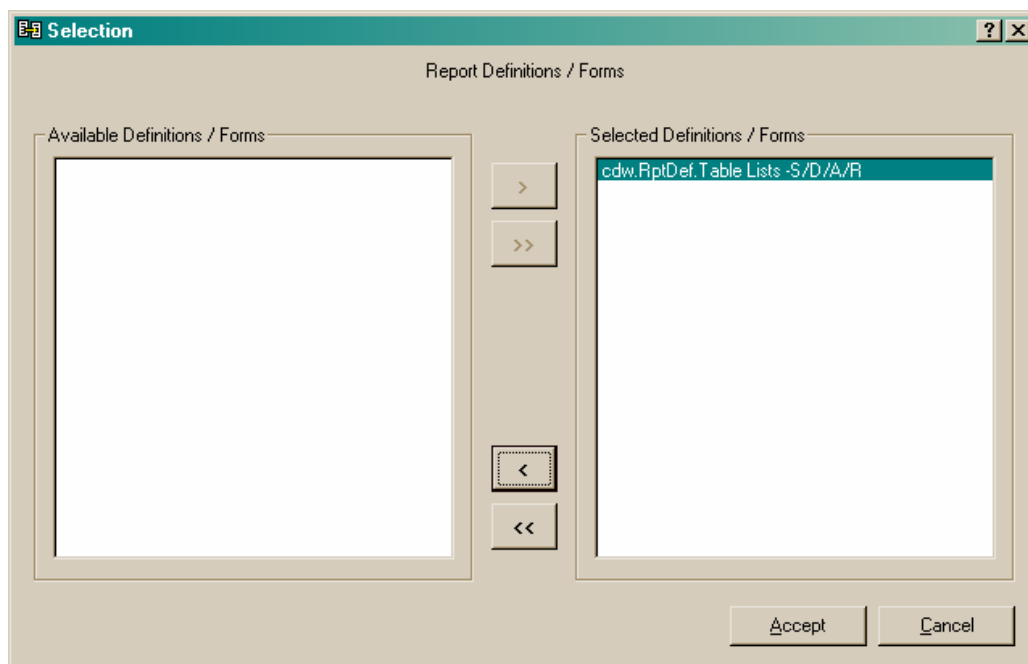 Selection
Report Definitions / Forms
Available Definitions / Forms
Selected Definitions / Forms
cdw.RptDef.Table Lists -S/D/A/R
>
>>
<
<<
Accept
Cancel